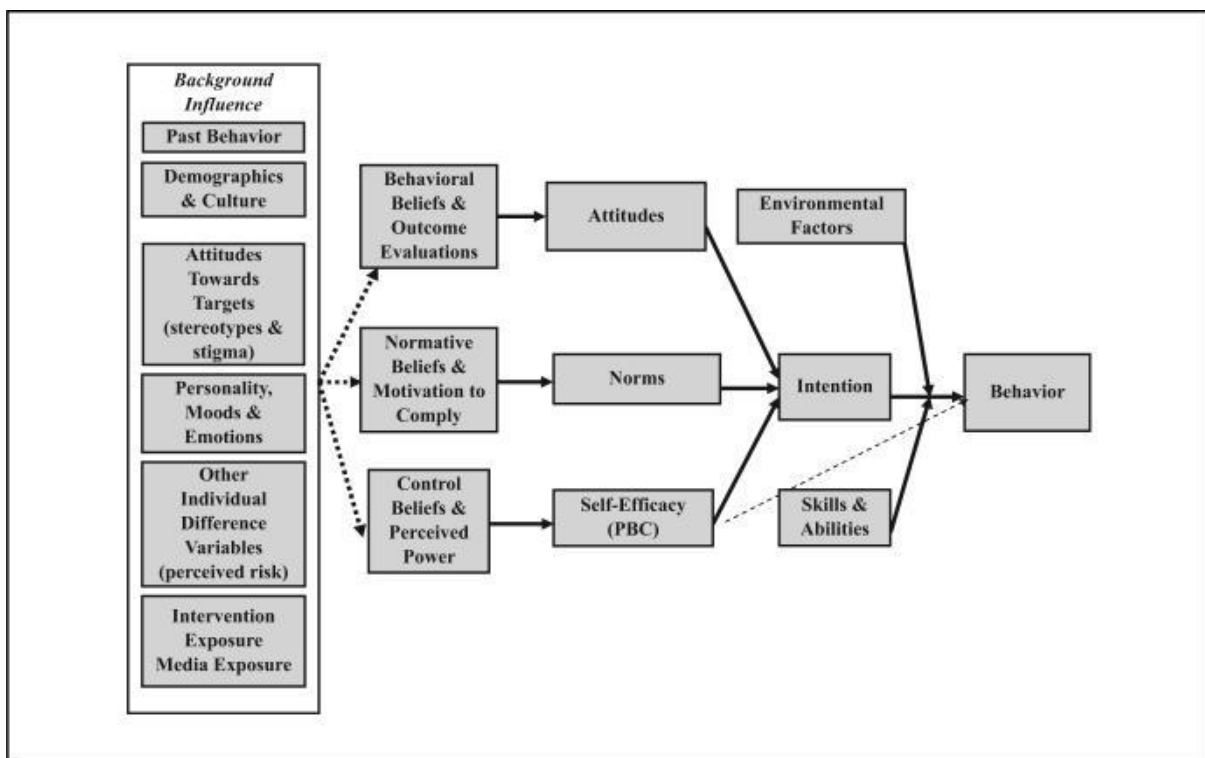 Background
Influence
Past Behavior
Demographics
& Culture
Attitudes
Towards
Targets
(stereotypes &
stigma)
Personality,
Moods &
Emotions
Other
Individual
Difference
Variables
(perceived risk)
Intervention
Exposure
Media Exposure
Behavioral
Beliefs &
Outcome
Evaluations
Normative
Beliefs &
Motivation to
Comply
Control
Beliefs &
Perceived
Power
Attitudes
Norms
Self-Efficacy
(PBC)
Environmental
Factors
Intention
Skills &
Abilities
Behavior